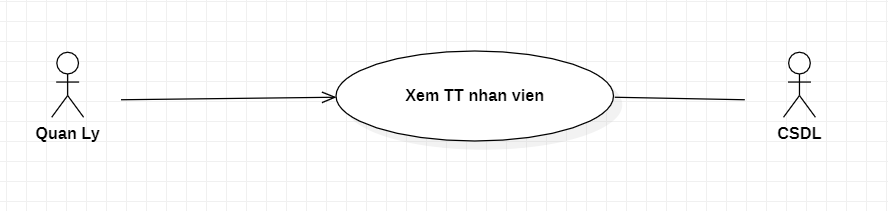 Xem TT nhan vien
Quan Ly
CSDL